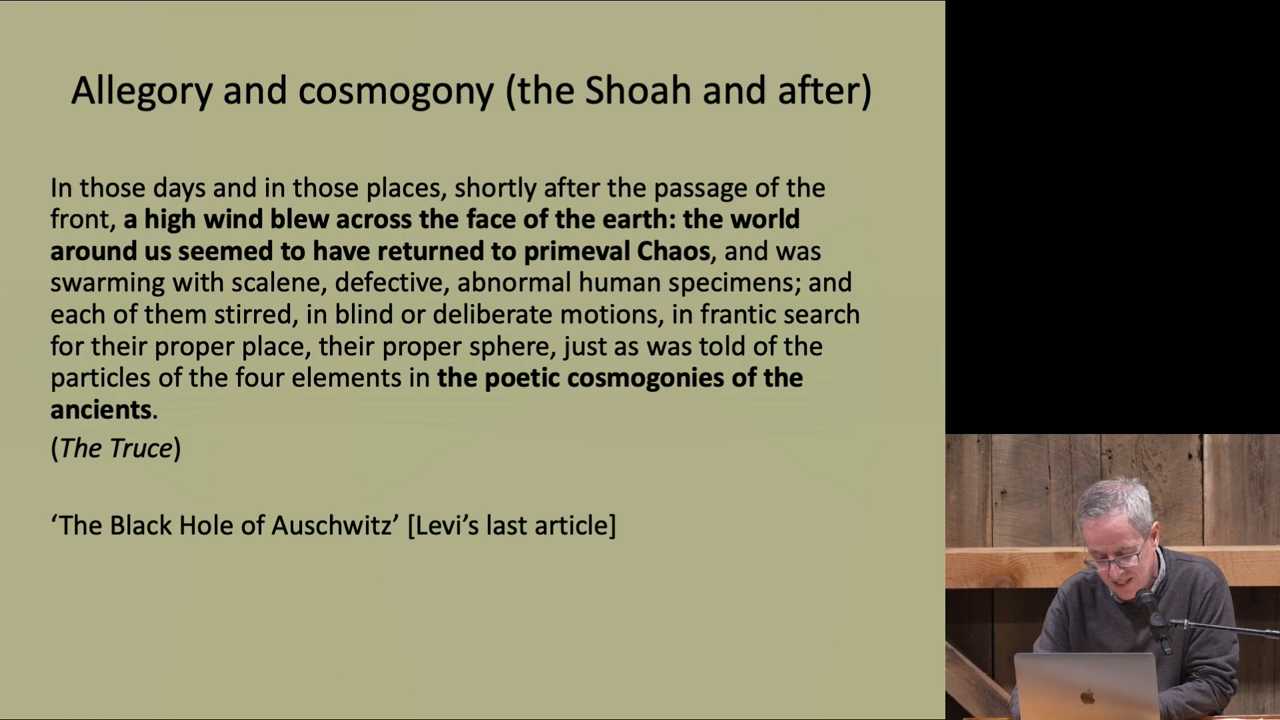 Allegory and cosmogony (the Shoah and after)
In those days and in those places, shortly after the passage of the
front, a high wind blew across the face of the earth: the world
around us seemed to have returned to primeval Chaos, and was
swarming with scalene, defective, abnormal human specimens; and
each of them stirred, in blind or deliberate motions, in frantic search
for their proper place, their proper sphere, just as was told of the
particles of the four elements in the poetic cosmogonies of the
ancients.
(The Truce)
‘The Black Hole of Auschwitz’ [Levi’s last article]